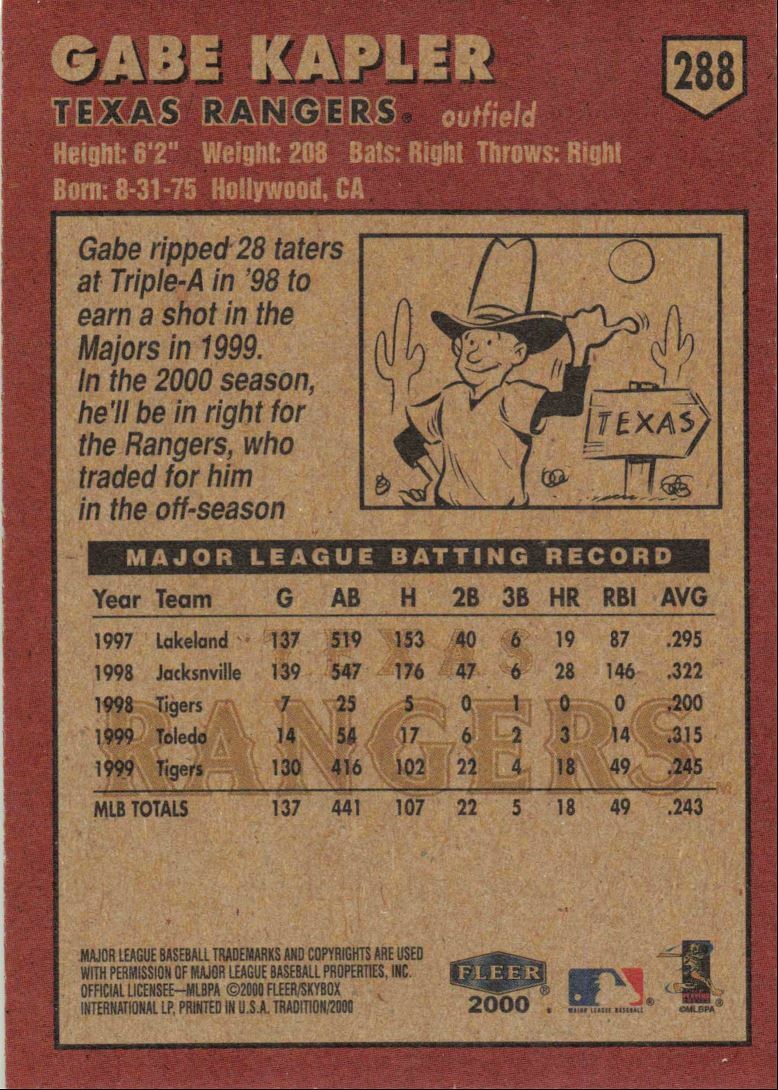 GABE KAPLER
288
TEXAS RANGERS® outfield
Height: 6'2" Weight: 208 Bats: Right Throws: Right
Born: 8-31-75 Hollywood, CA
Gabe ripped 28 taters
at Triple-A in '98 to
earn a shot in the
Majors in 1999.
In the 2000 season,
he'll be in right for
the Rangers, who
traded for him
in the off-season
TEXAS
MAJOR LEAGUE BATTING RECORD
Year Team G AB H 2B 3B HR RBI AVG
1997 Lakeland 137 519 153 40 6 19 87 .295
1998 Jacksnville 139 547 176 47 6 28 146 .322
1998 Tigers 7 25 5 0 1 0 0 .200
1999 Toledo 14 54 17 6 2 3 14 .315
1999 Tigers 130 416 102 22 4 18 49 .245
MLB TOTALS 137 441 107 22 5 18 49 .243
TEXAS
RANGERS™
MAJOR LEAGUE BASEBALL TRADEMARKS AND COPYRIGHTS ARE USED
WITH PERMISSION OF MAJOR LEAGUE BASEBALL PROPERTIES, INC.
OFFICIAL LICENSEE—MLBPA ©2000 FLEER/SKYBOX
INTERNATIONAL LP, PRINTED IN U.S.A. TRADITION/2000
FLEER®
2000
MAJOR LEAGUE BASEBALL®
©MLBPA